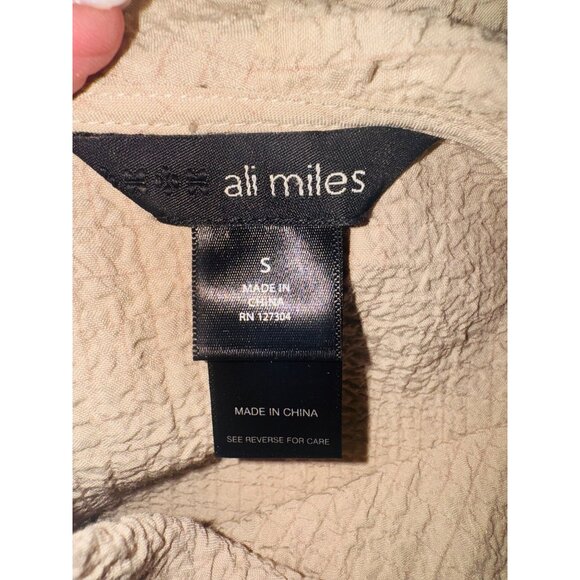 ali miles
S
MADE IN
CHINA
RN 127304
MADE IN CHINA
SEE REVERSE FOR CARE